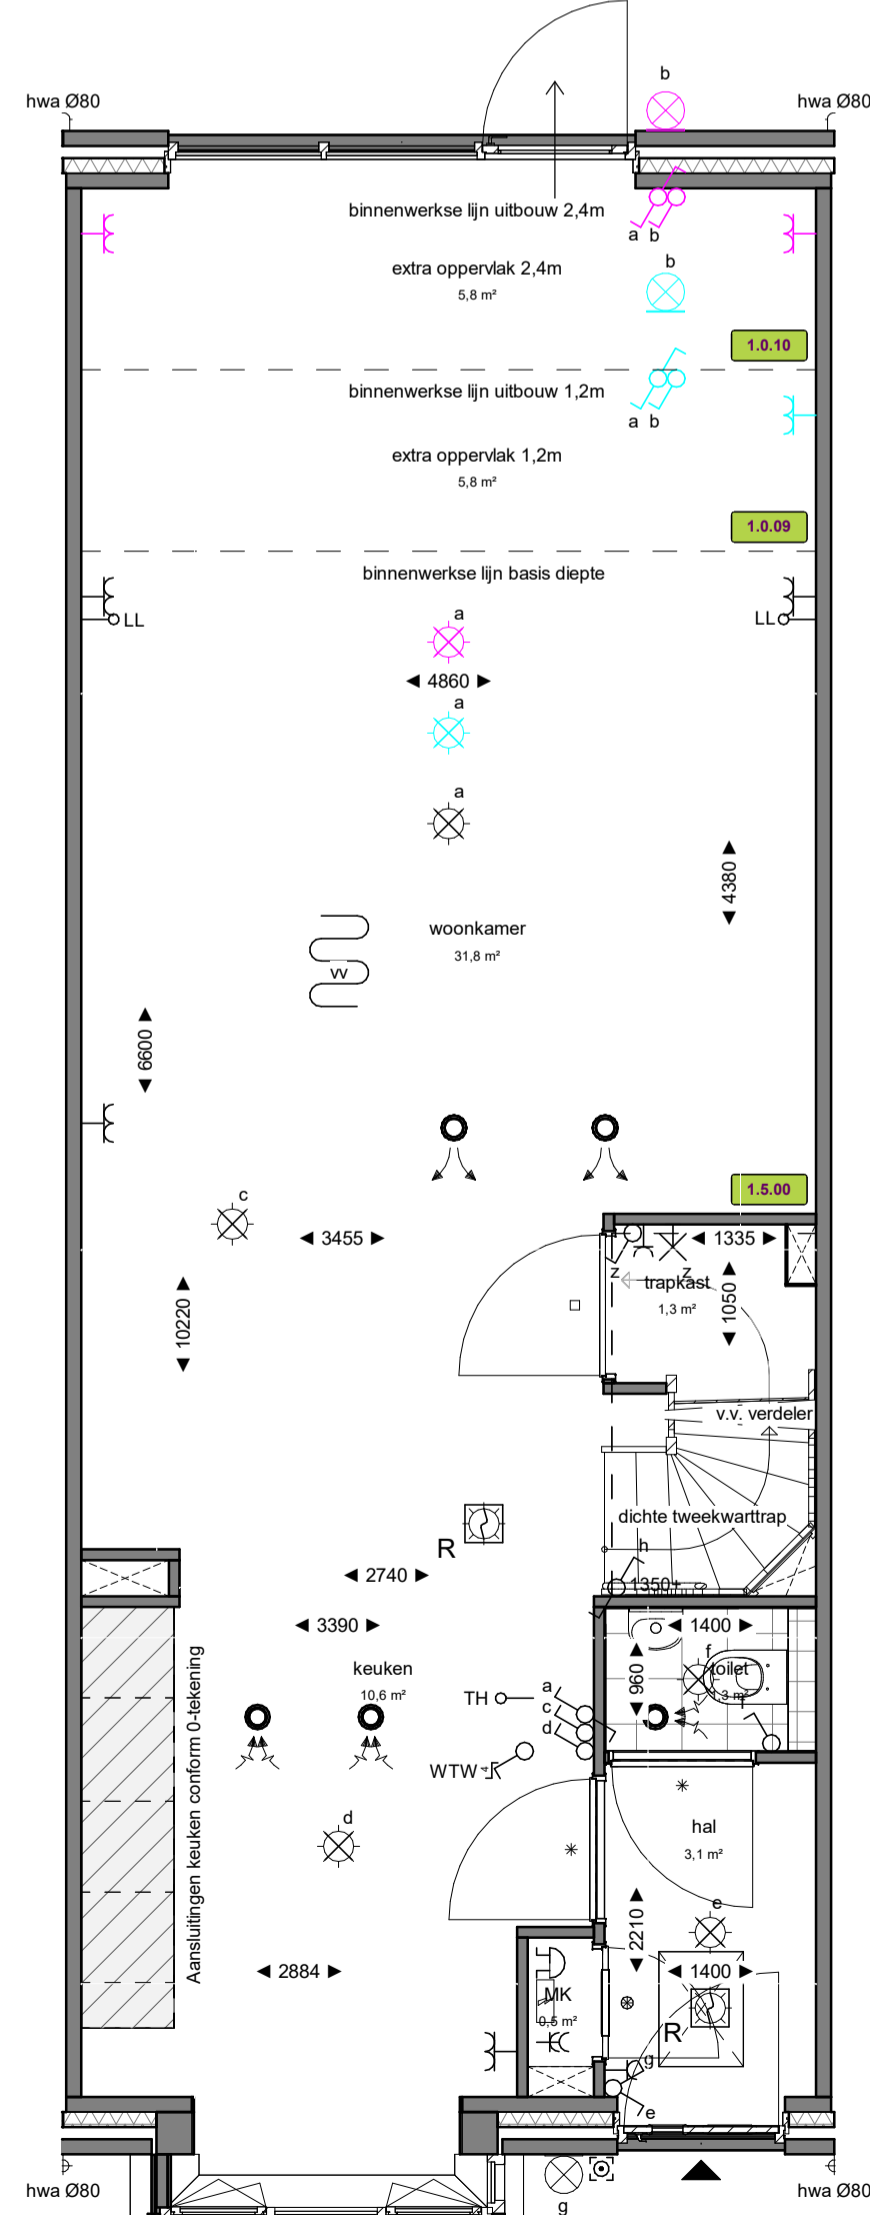 b
hwa Ø80
hwa Ø80
binnenwerkse lijn uitbouw 2,4m
a b
extra oppervlak 2,4m
5,8 m²
b
1.0.10
binnenwerkse lijn uitbouw 1,2m
a b
extra oppervlak 1,2m
5,8 m²
1.0.09
binnenwerkse lijn basis diepte
LL
LL
a
4860
a
a
4380
woonkamer
31,8 m²
vv
6600
1.5.00
c
3455
1335
z
z
trapkast
1,3 m²
1050
10220
v.v. verdeler
dichte tweekwarttrap
R
h
1350+
2740
3390
1400
keuken
10,6 m²
f
toilet
960
f
TH
a
c
d
WTW
4
Aansluitingen keuken conform 0-tekening
d
hal
3,1 m²
e
2210
2884
1400
MK
0,5 m²
R
g
e
hwa Ø80
hwa Ø80
g